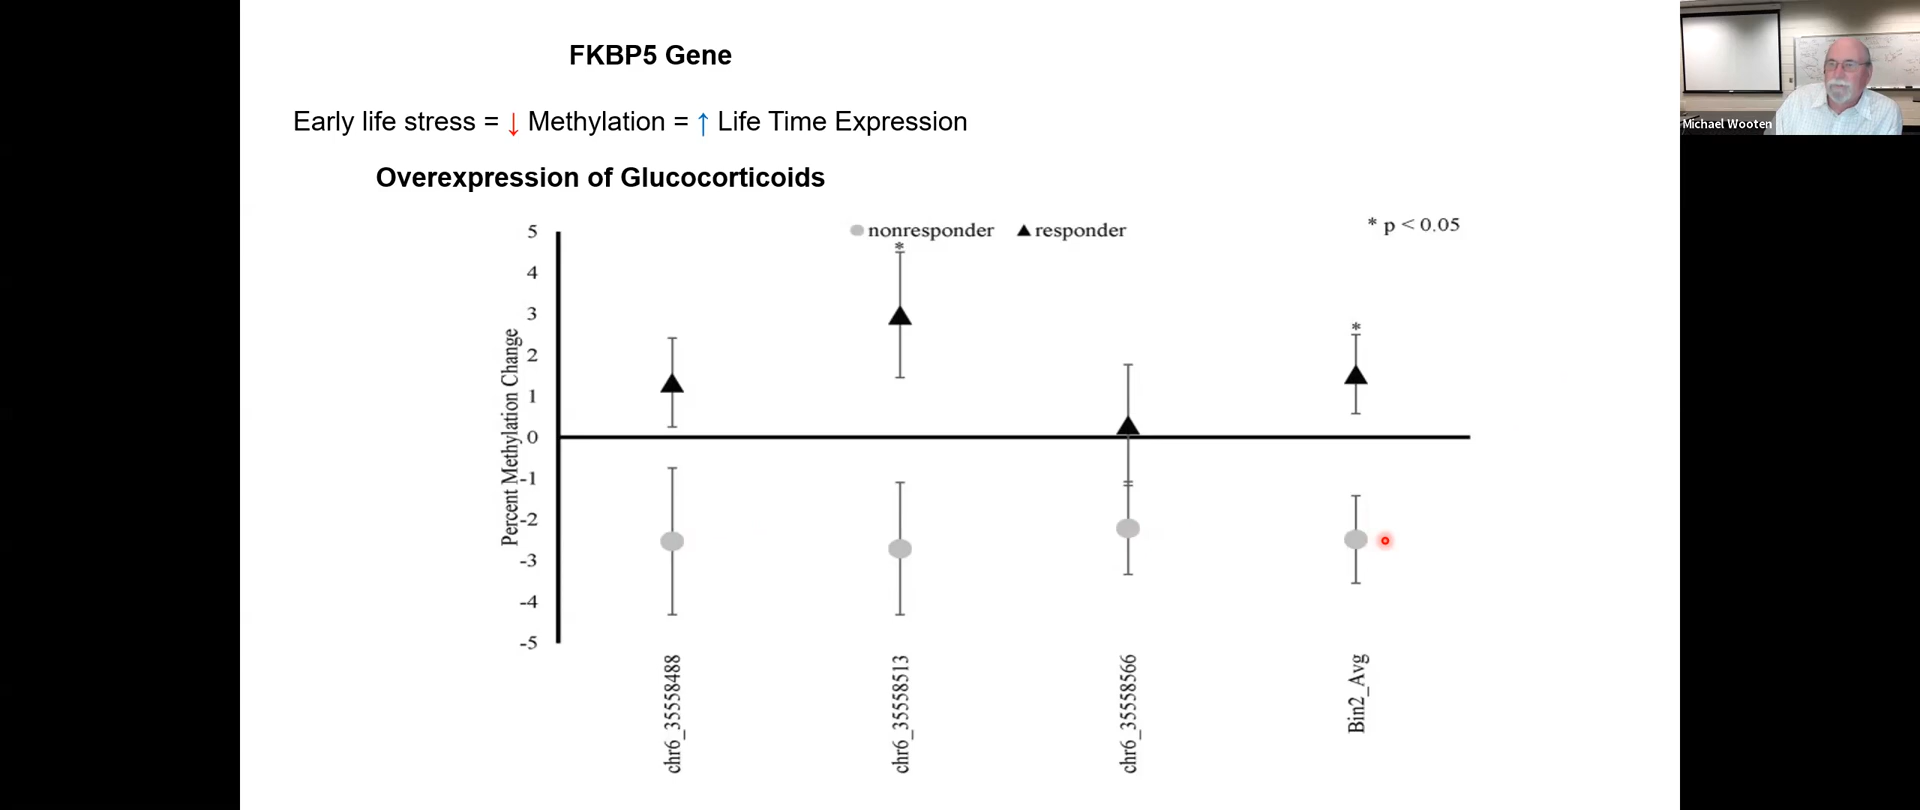 FKBP5 Gene
Early life stress = ↓ Methylation = ↑ Life Time Expression
Overexpression of Glucocorticoids
nonresponder responder
* p < 0.05
Percent Methylation Change
5
4
3
2
1
0
-1
-2
-3
-4
-5
*
*
chr6_35558488
chr6_35558513
chr6_35558566
Bin2_Avg
Michael Wooten